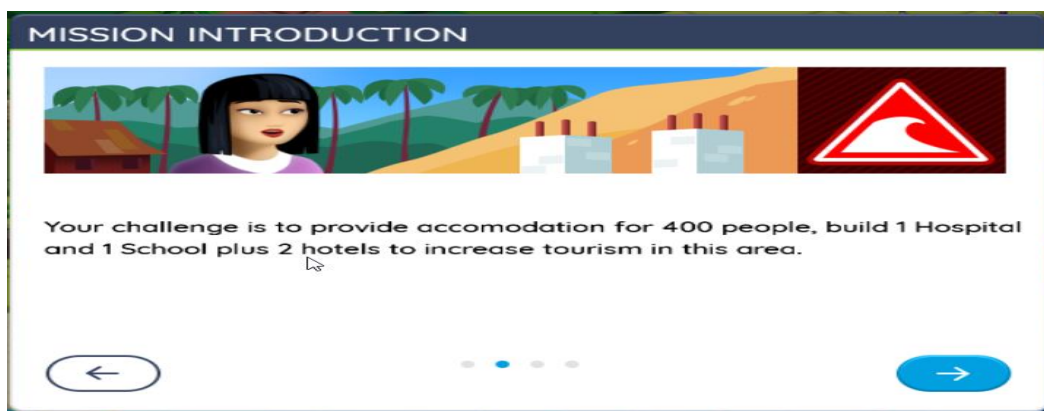 MISSION INTRODUCTION
Your challenge is to provide accomodation for 400 people, build 1 Hospital
and 1 School plus 2 hotels to increase tourism in this area.